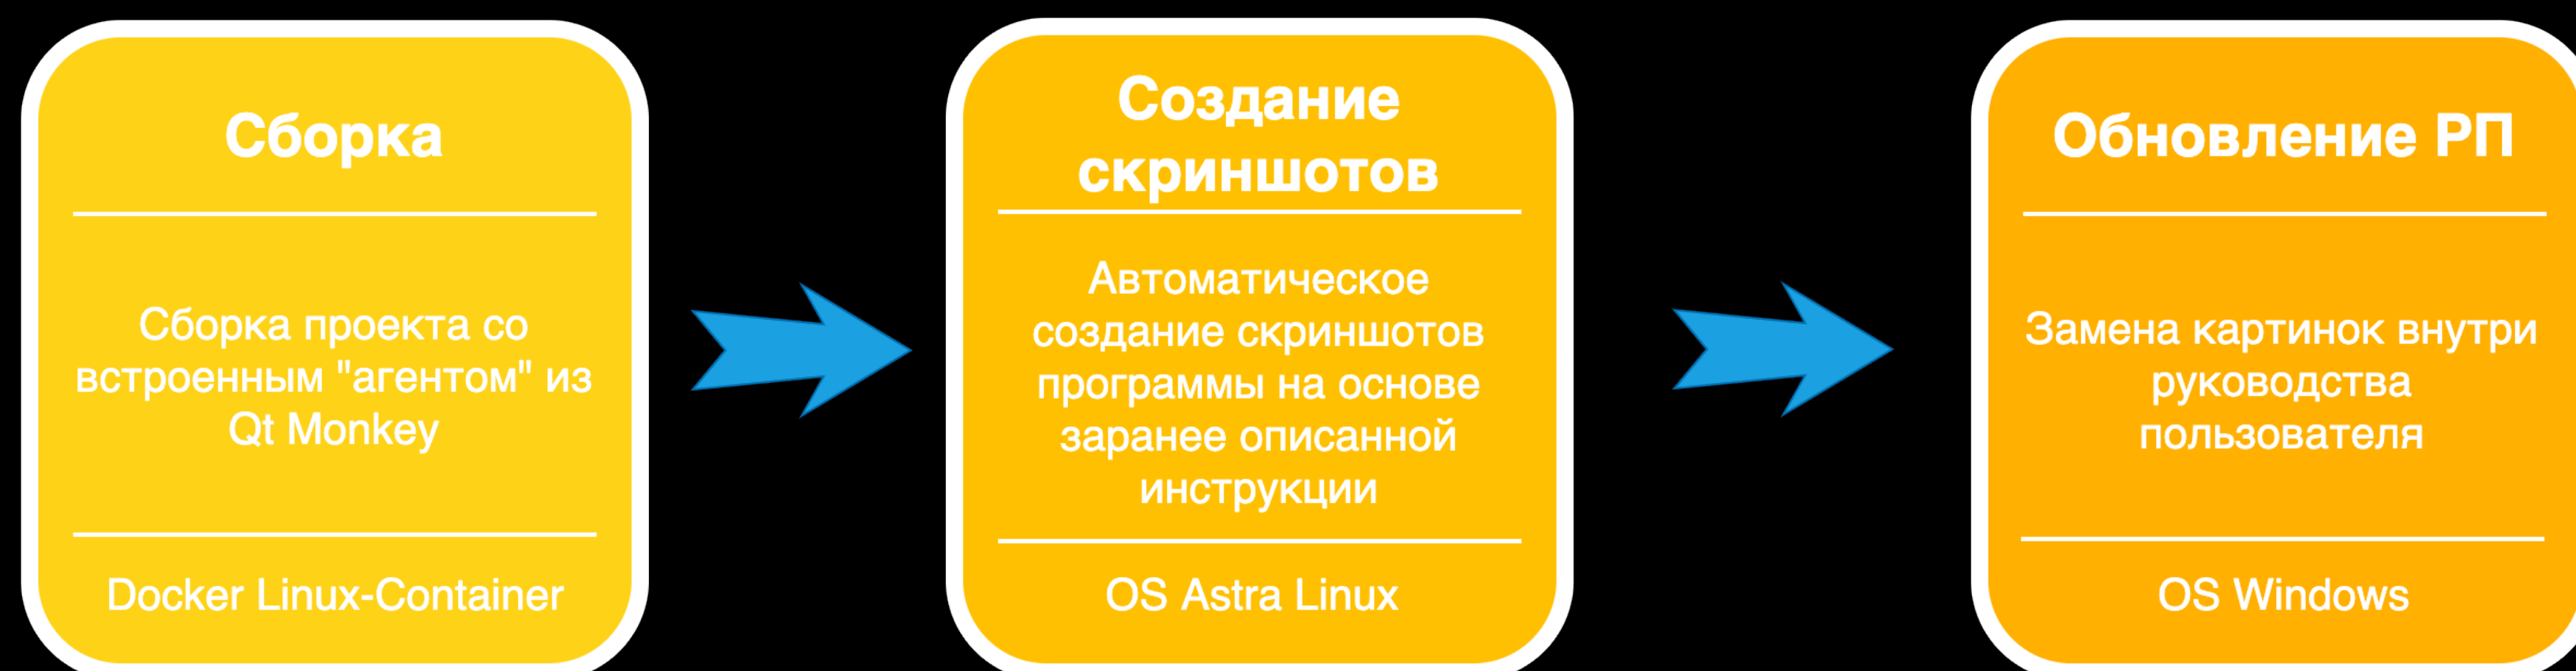 Сборка
Сборка проекта со
встроенным "агентом" из
Qt Monkey
Docker Linux-Container
Создание
скриншотов
Автоматическое
создание скриншотов
программы на основе
заранее описанной
инструкции
OS Astra Linux
Обновление РП
Замена картинок внутри
руководства
пользователя
OS Windows